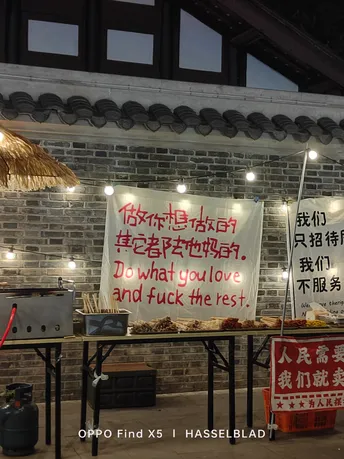 做你想做的
其它都去他妈的.
Do what you love
and fuck the rest.
我们
只招待
我们
不服务
人民需要
我们就卖
OPPO Find X5 | HASSELBLAD